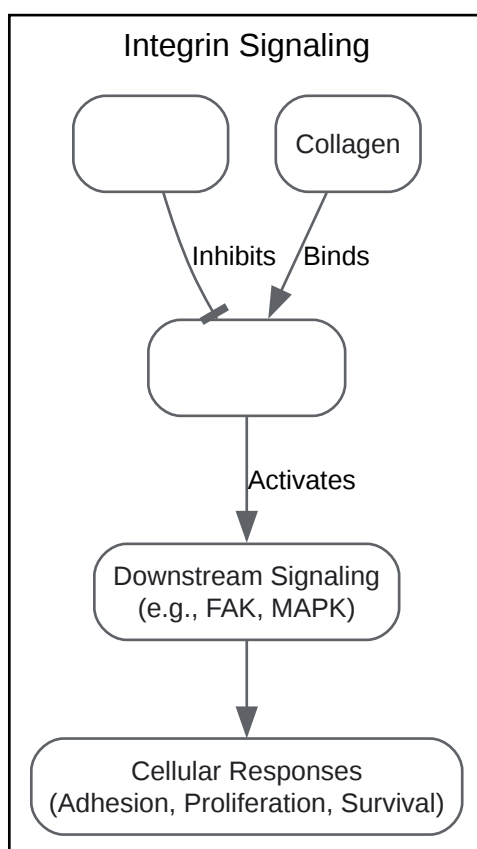 Integrin Signaling
Collagen
Inhibits
Binds
Activates
Downstream Signaling
(e.g., FAK, MAPK)
Cellular Responses
(Adhesion, Proliferation, Survival)